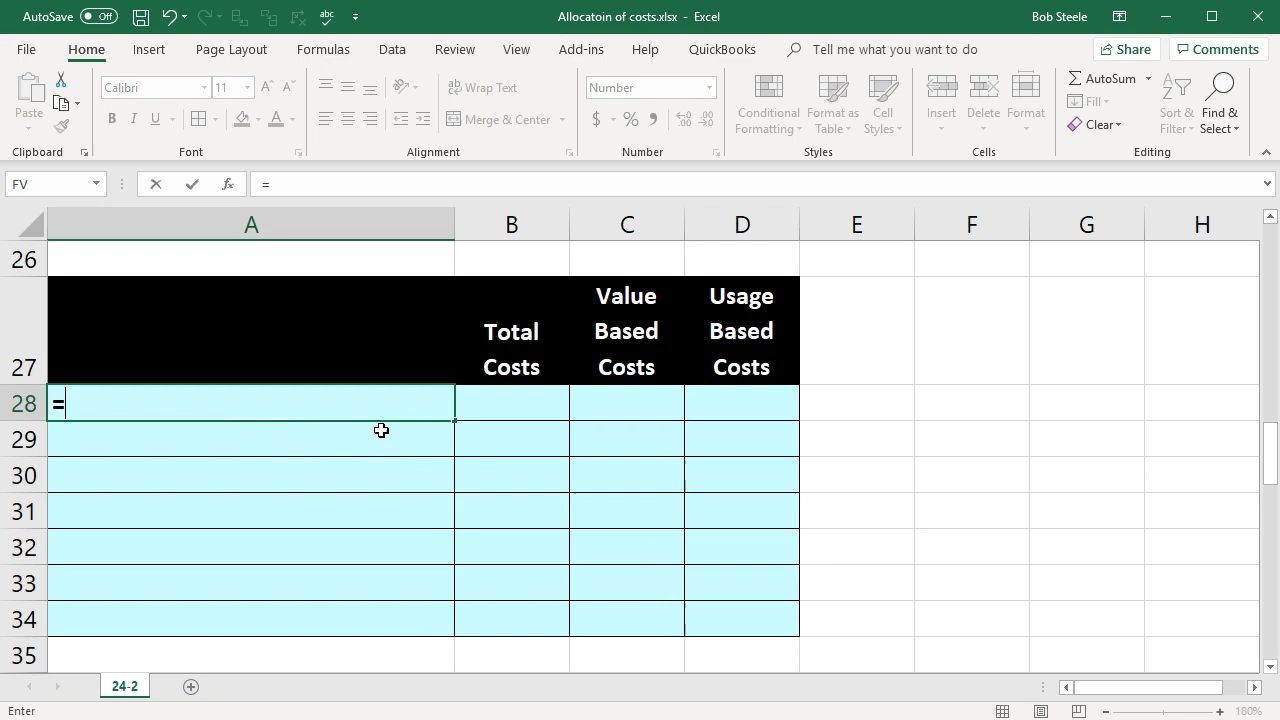 AutoSave Off abc Allocatoin of costs.xlsx - Excel Bob Steele
File Home Insert Page Layout Formulas Data Review View Add-ins Help QuickBooks Tell me what you want to do Share Comments
Paste Calibri 11 A A Wrap Text Number Conditional Formatting Format as Table Cell Styles Insert Delete Format AutoSum Sort & Filter Find & Select
B I U A Merge & Center $ % Fill Clear
Clipboard Font Alignment Number Styles Cells Editing
FV fx =
A B C D E F G H
26
27 Total Costs Value Based Costs Usage Based Costs
28 =
29
30
31
32
33
34
35
24-2
Enter 180%